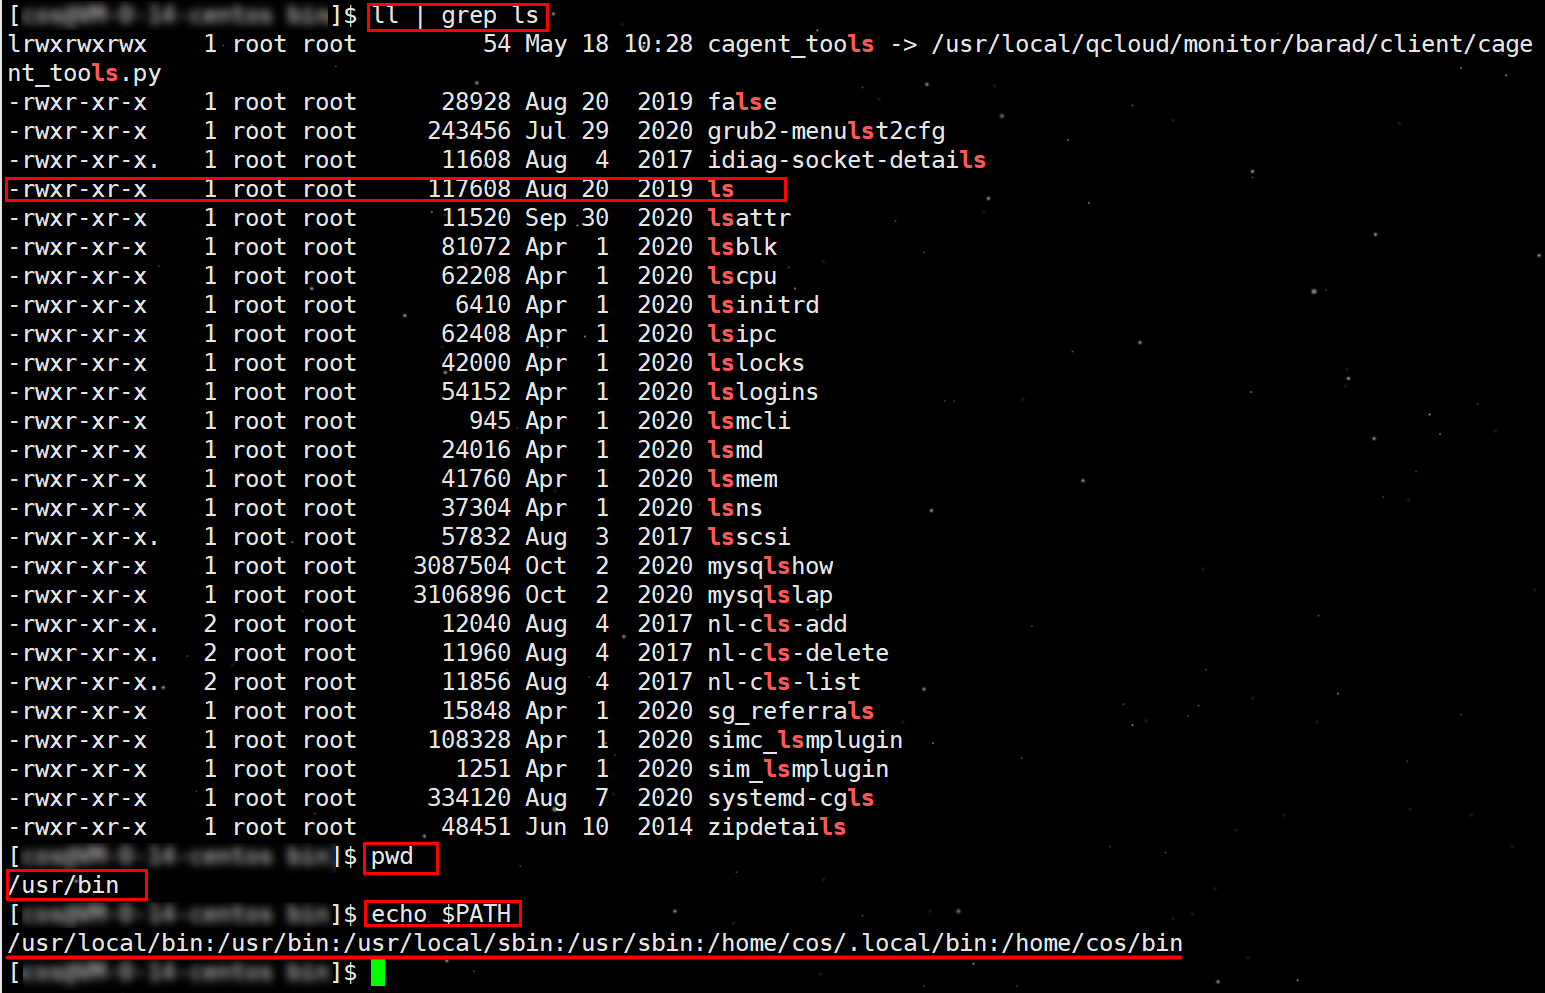 [ ]$ ll | grep ls
lrwxrwxrwx 1 root root 54 May 18 10:28 cagent_tools -> /usr/local/qcloud/monitor/barad/client/cage
nt_tools.py
-rwxr-xr-x 1 root root 28928 Aug 20 2019 false
-rwxr-xr-x 1 root root 243456 Jul 29 2020 grub2-menulst2cfg
-rwxr-xr-x. 1 root root 11608 Aug 4 2017 idiag-socket-details
-rwxr-xr-x 1 root root 117608 Aug 20 2019 ls
-rwxr-xr-x 1 root root 11520 Sep 30 2020 lsattr
-rwxr-xr-x 1 root root 81072 Apr 1 2020 lsblk
-rwxr-xr-x 1 root root 62208 Apr 1 2020 lscpu
-rwxr-xr-x 1 root root 6410 Apr 1 2020 lsinitrd
-rwxr-xr-x 1 root root 62408 Apr 1 2020 lsipc
-rwxr-xr-x 1 root root 42000 Apr 1 2020 lslocks
-rwxr-xr-x 1 root root 54152 Apr 1 2020 lslogins
-rwxr-xr-x 1 root root 945 Apr 1 2020 lsmcli
-rwxr-xr-x 1 root root 24016 Apr 1 2020 lsmd
-rwxr-xr-x 1 root root 41760 Apr 1 2020 lsmem
-rwxr-xr-x 1 root root 37304 Apr 1 2020 lsns
-rwxr-xr-x. 1 root root 57832 Aug 3 2017 lsscsi
-rwxr-xr-x 1 root root 3087504 Oct 2 2020 mysqlshow
-rwxr-xr-x 1 root root 3106896 Oct 2 2020 mysqlslap
-rwxr-xr-x. 2 root root 12040 Aug 4 2017 nl-cls-add
-rwxr-xr-x. 2 root root 11960 Aug 4 2017 nl-cls-delete
-rwxr-xr-x. 2 root root 11856 Aug 4 2017 nl-cls-list
-rwxr-xr-x 1 root root 15848 Apr 1 2020 sg_referrals
-rwxr-xr-x 1 root root 108328 Apr 1 2020 simc_lsmplugin
-rwxr-xr-x 1 root root 1251 Apr 1 2020 sim_lsmplugin
-rwxr-xr-x 1 root root 334120 Aug 7 2020 systemd-cgls
-rwxr-xr-x 1 root root 48451 Jun 10 2014 zipdetails
[ ]$ pwd
/usr/bin
[ ]$ echo $PATH
/usr/local/bin:/usr/bin:/usr/local/sbin:/usr/sbin:/home/cos/.local/bin:/home/cos/bin
[ ]$